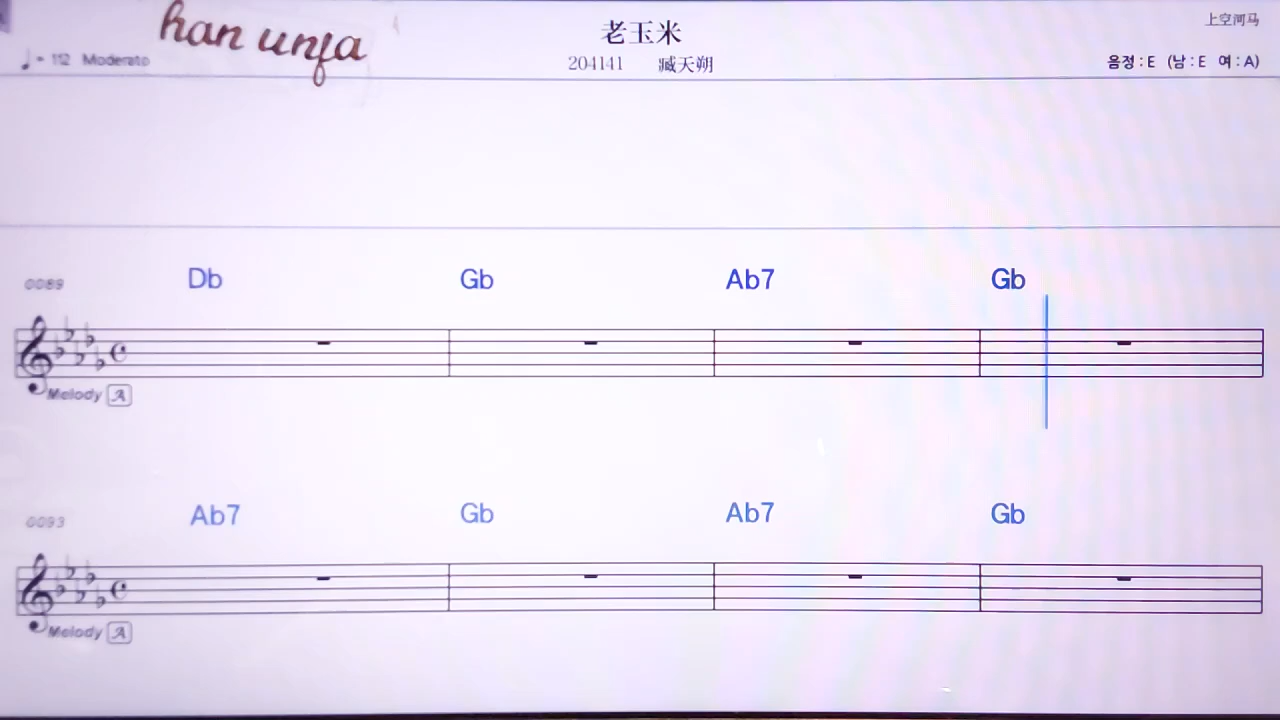 han unja
老玉米
上空河马
♩= 112 Moderato
204141 臧天朔
음정 : E (남 : E 여 : A)
0089 Db Gb Ab7 Gb
Melody A
0093 Ab7 Gb Ab7 Gb
Melody A